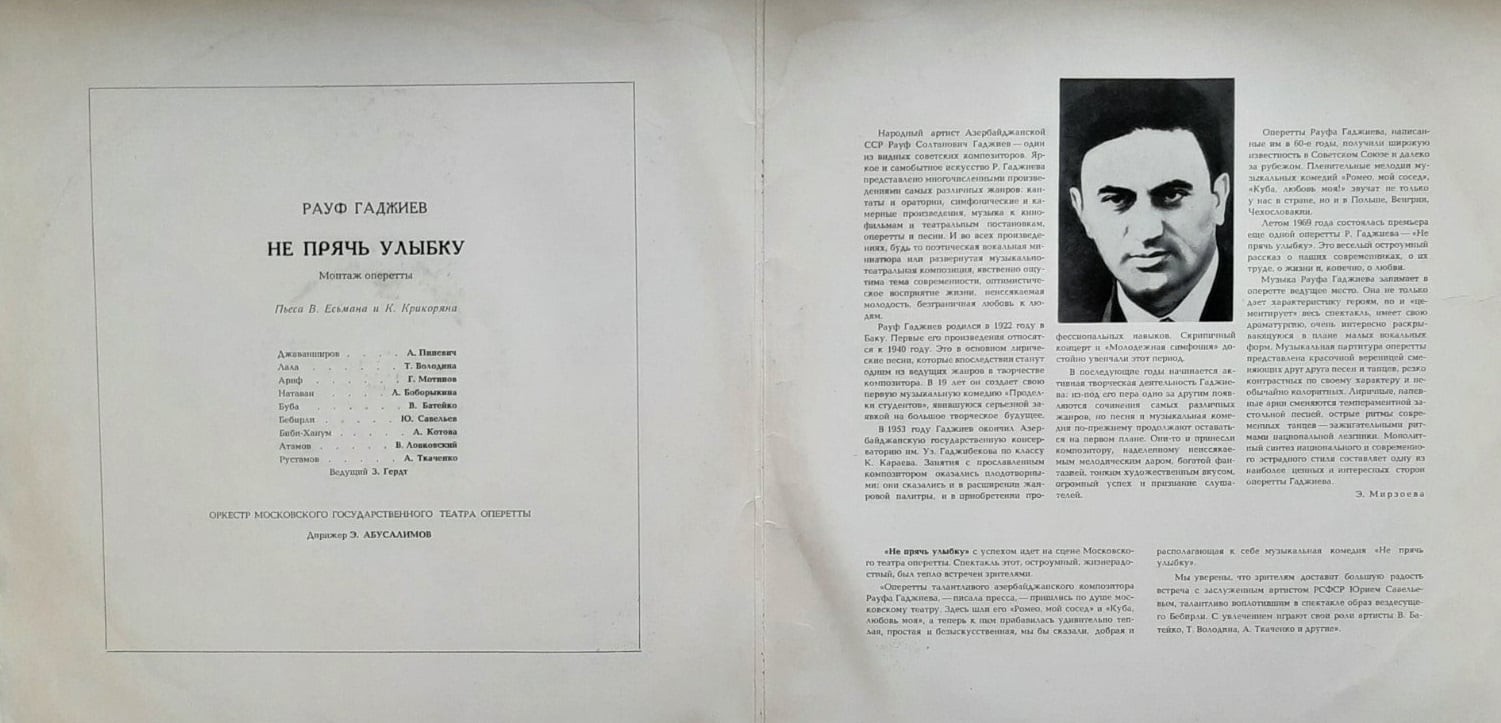 РАУФ ГАДЖИЕВ
НЕ ПРЯЧЬ УЛЫБКУ
Монтаж оперетты
Пьеса В. Есьмана и К. Крикоряна
Джаванширов . . . . А. Пиневич
Лала . . . . . . . Т. Володина
Ариф . . . . . . Г. Мотинов
Натаван . . . . . А. Боборыкина
Буба . . . . . . . В. Батейко
Бебирли . . . . . Ю. Савельев
Биби-Ханум . . . . . А. Котова
Атамов . . . . . В. Лонковский
Рустамов . . . . . А. Ткаченко
Ведущий З. Гердт
ОРКЕСТР МОСКОВСКОГО ГОСУДАРСТВЕННОГО ТЕАТРА ОПЕРЕТТЫ
Дирижер Э. АБУСАЛИМОВ
Народный артист Азербайджанской
ССР Рауф Солтанович Гаджиев — один
из видных советских композиторов. Яр-
кое и самобытное искусство Р. Гаджиева
представлено многочисленными произве-
дениями самых различных жанров: кан-
таты и оратории, симфонические и ка-
мерные произведения, музыка к кино-
фильмам и театральным постановкам,
оперетты и песни. И во всех произведе-
ниях, будь то поэтическая вокальная ми-
ниатюра или развернутая музыкально-
театральная композиция, явственно ощу-
тима тема современности, оптимистиче-
ское восприятие жизни, неиссякаемая
молодость, безграничная любовь к лю-
дям.
Рауф Гаджиев родился в 1922 году в
Баку. Первые его произведения относят-
ся к 1940 году. Это в основном лириче-
ские песни, которые впоследствии станут
одним из ведущих жанров в творчестве
композитора. В 19 лет он создает свою
первую музыкальную комедию «Продел-
ки студентов», явившуюся серьезной за-
явкой на большое творческое будущее.
В 1953 году Гаджиев окончил Азер-
байджанскую государственную консер-
ваторию им. Уз. Гаджибекова по классу
К. Караева. Занятия с прославленным
композитором оказались плодотворны-
ми: они сказались и в расширении жан-
ровой палитры, и в приобретении про-
фессиональных навыков. Скрипичный
концерт и «Молодежная симфония» до-
стойно увенчали этот период.
В последующие годы начинается ак-
тивная творческая деятельность Гаджие-
ва: из-под его пера одно за другим появ-
ляются сочинения самых различных
жанров, но песня и музыкальная коме-
дия по-прежнему продолжают оставать-
ся на первом плане. Они-то и принесли
композитору, наделенному неиссякае-
мым мелодическим даром, богатой фан-
тазией, тонким художественным вкусом,
огромный успех и признание слуша-
телей.
Оперетты Рауфа Гаджиева, написан-
ные им в 60-е годы, получили широкую
известность в Советском Союзе и далеко
за рубежом. Пленительные мелодии му-
зыкальных комедий «Ромео, мой сосед»,
«Куба, любовь моя!» звучат не только
у нас в стране, но и в Польше, Венгрии,
Чехословакии.
Летом 1969 года состоялась премьера
еще одной оперетты Р. Гаджиева — «Не
прячь улыбку». Это веселый остроумный
рассказ о наших современниках, о их
труде, о жизни и, конечно, о любви.
Музыка Рауфа Гаджиева занимает в
оперетте ведущее место. Она не только
дает характеристику героям, но и «це-
ментирует» весь спектакль, имеет свою
драматургию, очень интересно раскры-
вающуюся в плане малых вокальных
форм. Музыкальная партитура оперетты
представлена красочной вереницей сме-
няющих друг друга песен и танцев, резко
контрастных по своему характеру и не-
обычайно колоритных. Лиричные, напев-
ные арии сменяются темпераментной за-
стольной песней, острые ритмы совре-
менных танцев — зажигательными рит-
мами национальной лезгинки. Монолит-
ный синтез национального и современно-
го эстрадного стиля составляет одну из
наиболее ценных и интересных сторон
оперетты Гаджиева.
Э. Мирзоева
«Не прячь улыбку» с успехом идет на сцене Московско-
го театра оперетты. Спектакль этот, остроумный, жизнерадо-
стный, был тепло встречен зрителями.
«Оперетты талантливого азербайджанского композитора
Рауфа Гаджиева, — писала пресса, — пришлись по душе мос-
ковскому театру. Здесь шли его «Ромео, мой сосед» и «Куба,
любовь моя», а теперь к ним прибавилась удивительно теп-
лая, простая и безыскусственная, мы бы сказали, добрая и
располагающая к себе музыкальная комедия «Не прячь
улыбку».
Мы уверены, что зрителям доставит большую радость
встреча с заслуженным артистом РСФСР Юрием Савелье-
вым, талантливо воплотившим в спектакле образ вездесуще-
го Бебирли. С увлечением играют свои роли артисты В. Ба-
тейко, Т. Володина, А. Ткаченко и другие».